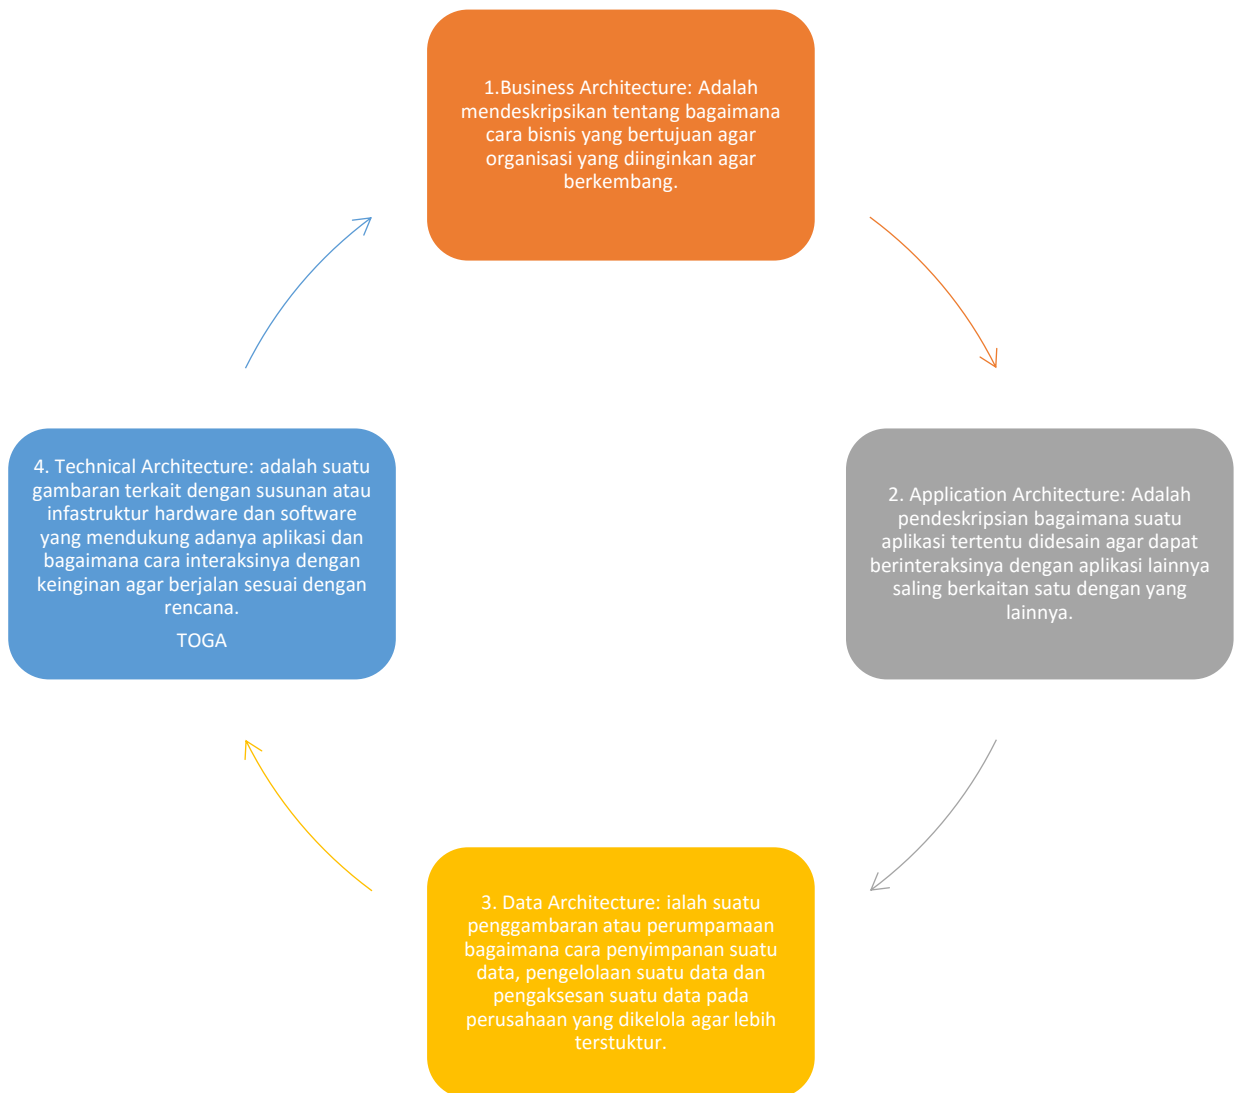 1.Business Architecture: Adalah
mendeskripsikan tentang bagaimana
cara bisnis yang bertujuan agar
organisasi yang diinginkan agar
berkembang.
2. Application Architecture: Adalah
pendeskripsian bagaimana suatu
aplikasi tertentu didesain agar dapat
berinteraksinya dengan aplikasi lainnya
saling berkaitan satu dengan yang
lainnya.
3. Data Architecture: ialah suatu
penggambaran atau perumpamaan
bagaimana cara penyimpanan suatu
data, pengelolaan suatu data dan
pengaksesan suatu data pada
perusahaan yang dikelola agar lebih
terstuktur.
4. Technical Architecture: adalah suatu
gambaran terkait dengan susunan atau
infastruktur hardware dan software
yang mendukung adanya aplikasi dan
bagaimana cara interaksinya dengan
keinginan agar berjalan sesuai dengan
rencana.
TOGA